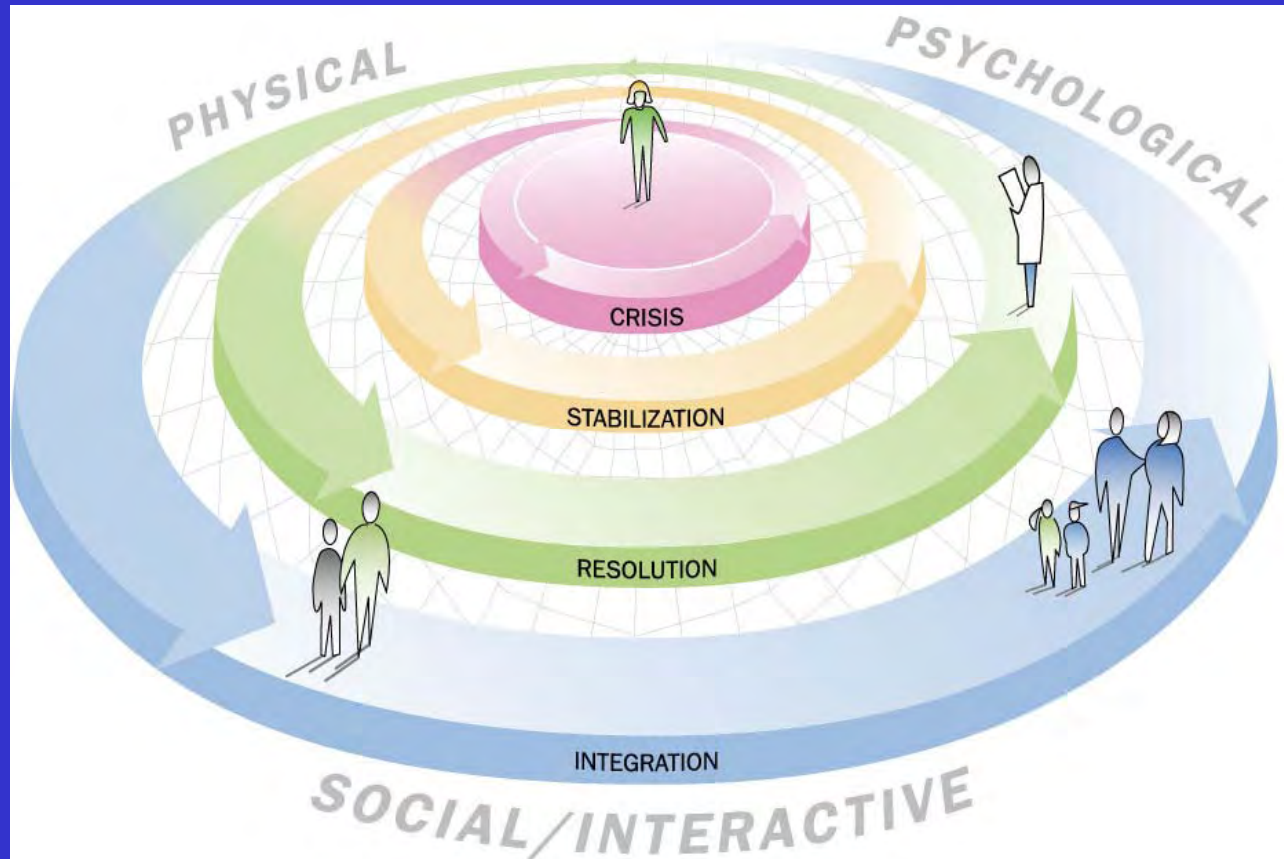 PHYSICAL
PSYCHOLOGICAL
CRISIS
STABILIZATION
RESOLUTION
INTEGRATION
SOCIAL/INTERACTIVE